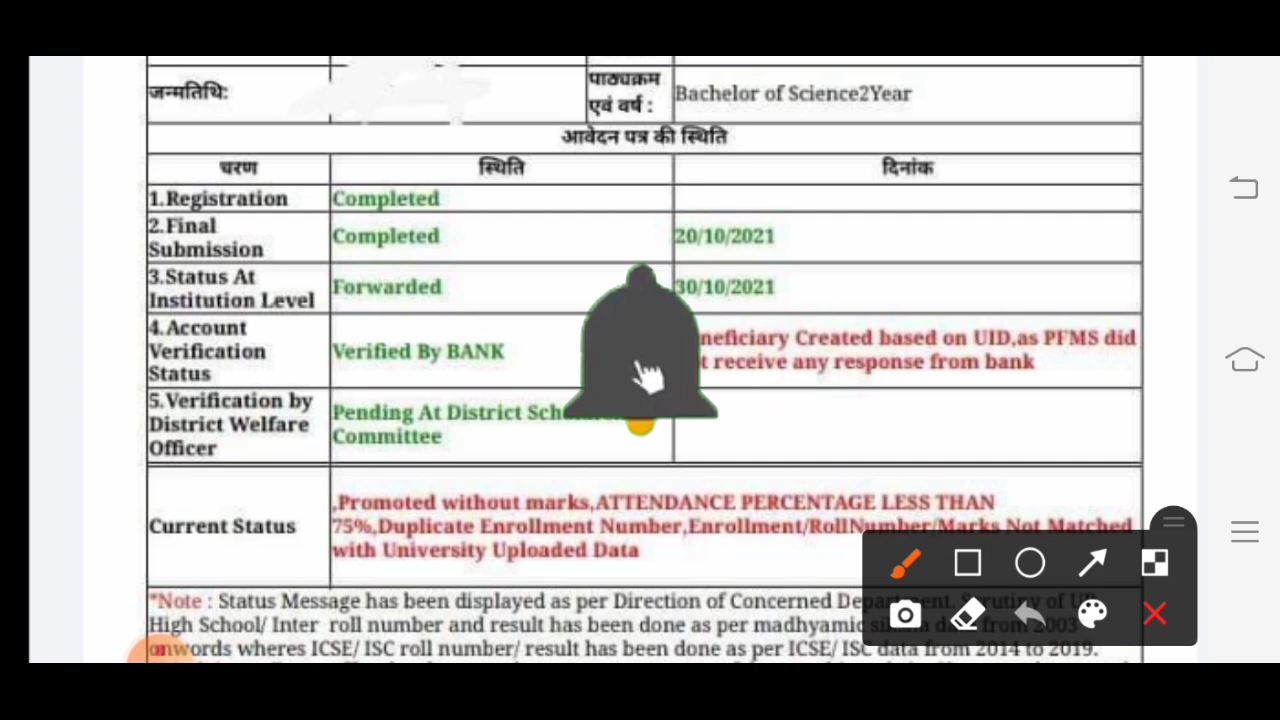 जन्मतिथि:
पाठ्यक्रम
एवं वर्ष :
Bachelor of Science2Year
आवेदन पत्र की स्थिति
चरण स्थिति दिनांक
1.Registration Completed
2.Final
Submission
Completed 20/10/2021
3.Status At
Institution Level
Forwarded 30/10/2021
4.Account
Verification
Status
Verified By BANK
Created based on UID,as PFMS did
receive any response from bank
5.Verification by
District Welfare
Officer
Pending At District
Committee
Current Status
,Promoted without marks,ATTENDANCE PERCENTAGE LESS THAN
75%,Duplicate Enrollment Number,Enrollment/RollNumber/Marks Not Matched
with University Uploaded Data
*Note : Status Message has been displayed as per Direction of Concerned Department. Scrutiny of UP
High School/ Inter roll number and result has been done as per madhyamic from 2003
onwords wheres ICSE/ ISC roll number/ result has been done as per ICSE/ ISC data from 2014 to 2019.